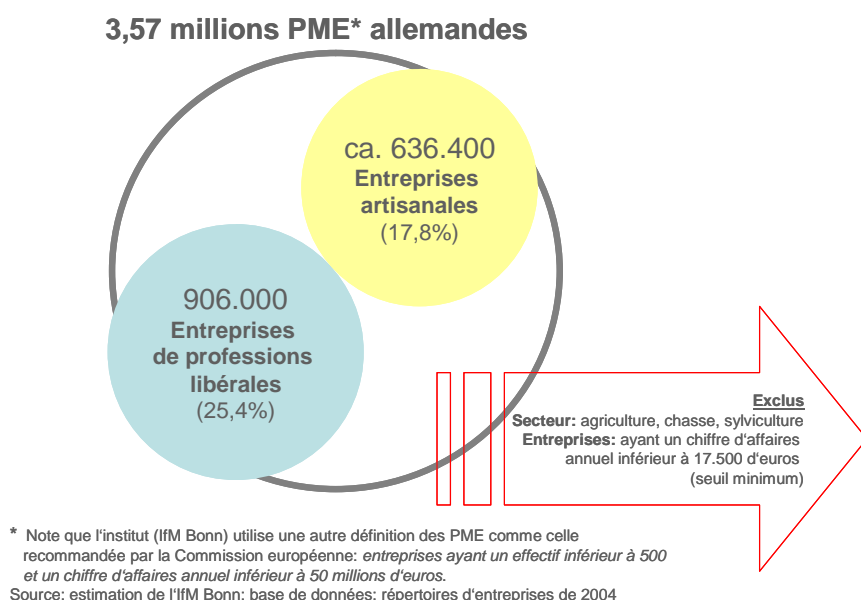 3,57 millions PME* allemandes
ca. 636.400
Entreprises
artisanales
(17,8%)
906.000
Entreprises
de professions
libérales
(25,4%)
Exclus
Secteur: agriculture, chasse, sylviculture
Entreprises: ayant un chiffre d‘affaires
annuel inférieur à 17.500 d‘euros
(seuil minimum)
* Note que l‘institut (IfM Bonn) utilise une autre définition des PME comme celle
recommandée par la Commission européenne: entreprises ayant un effectif inférieur à 500
et un chiffre d‘affaires annuel inférieur à 50 millions d‘euros.
Source: estimation de l‘IfM Bonn; base de données: répertoires d‘entreprises de 2004